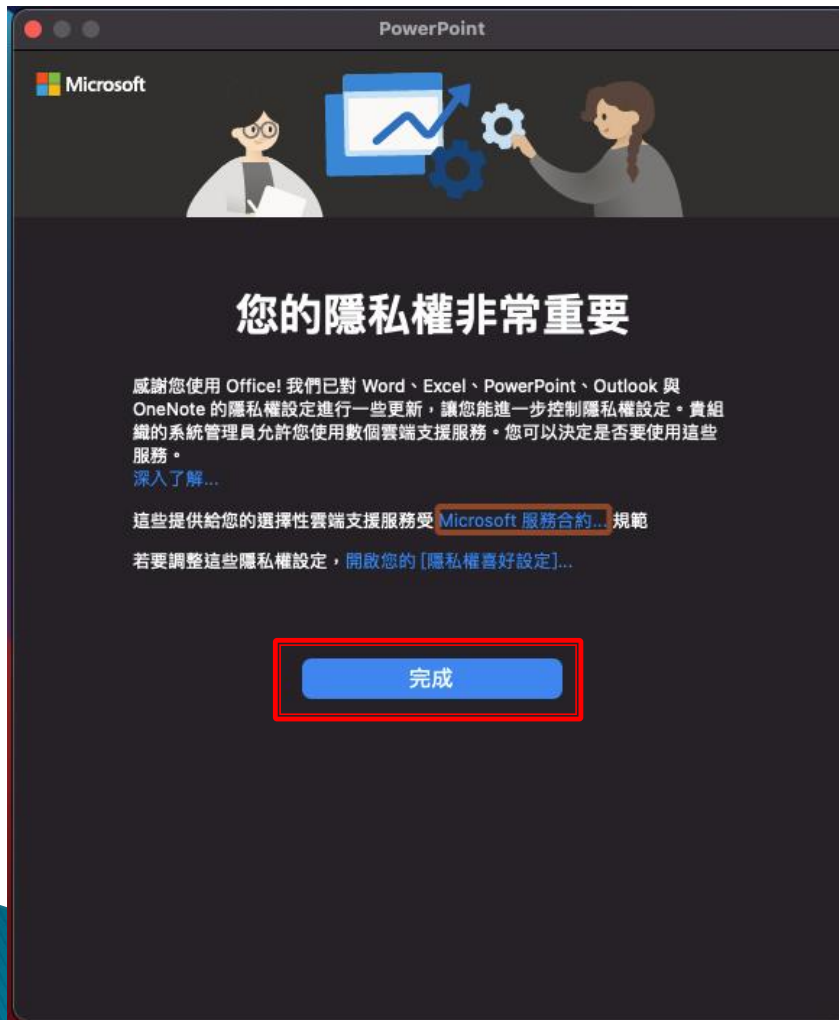 PowerPoint
Microsoft
您的隱私權非常重要
感謝您使用 Office! 我們已對 Word、Excel、PowerPoint、Outlook 與
OneNote 的隱私權設定進行一些更新，讓您能進一步控制隱私權設定。貴組
織的系統管理員允許您使用數個雲端支援服務。您可以決定是否要使用這些
服務。
深入了解...
這些提供給您的選擇性雲端支援服務受 Microsoft 服務合約... 規範
若要調整這些隱私權設定，開啟您的 [隱私權喜好設定]...
完成